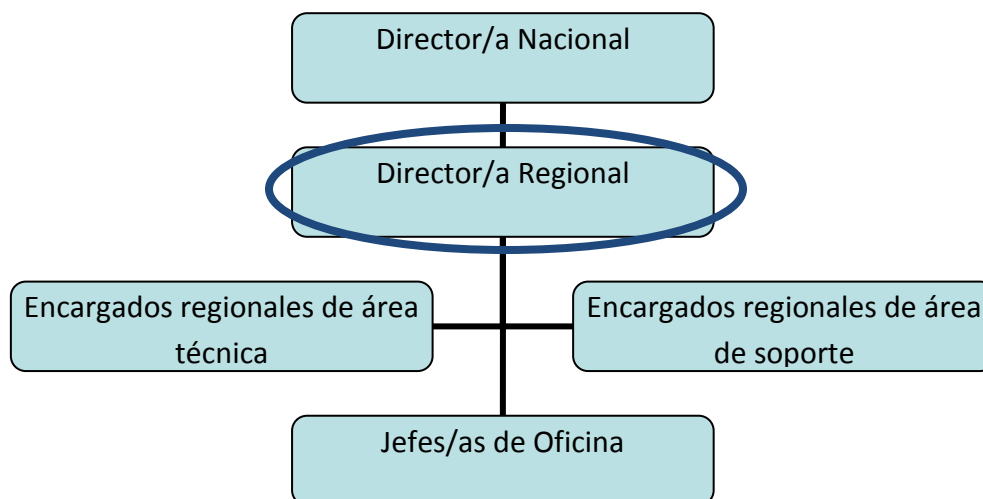 Director/a Nacional
Director/a Regional
Encargados regionales de área
técnica
Encargados regionales de área
de soporte
Jefes/as de Oficina